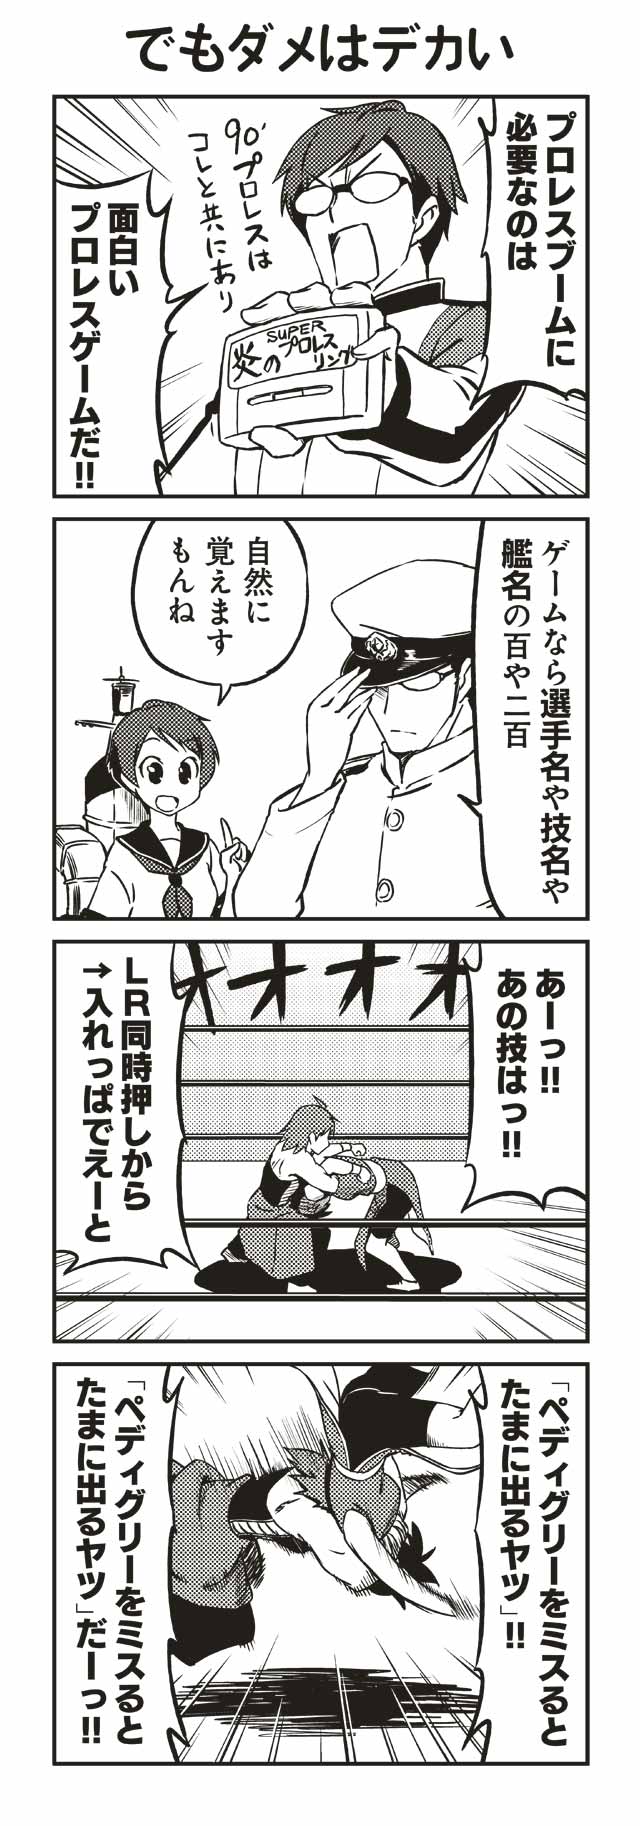 でもダメはデカい
プロレスブームに
必要なのは
90'プロレスは
コレと共にあり
SUPER
炎の
プロレス
リング
面白い
プロレスゲームだ!!
ゲームなら選手名や技名や
艦名の百や二百
自然に
覚えます
もんね
あーっ!!
あの技はっ!!
オオオオ
LR同時押しから
→入れっぱでえーと
「ペディグリーをミスると
たまに出るヤツ」!!
「ペディグリーをミスると
たまに出るヤツ」だーっ!!